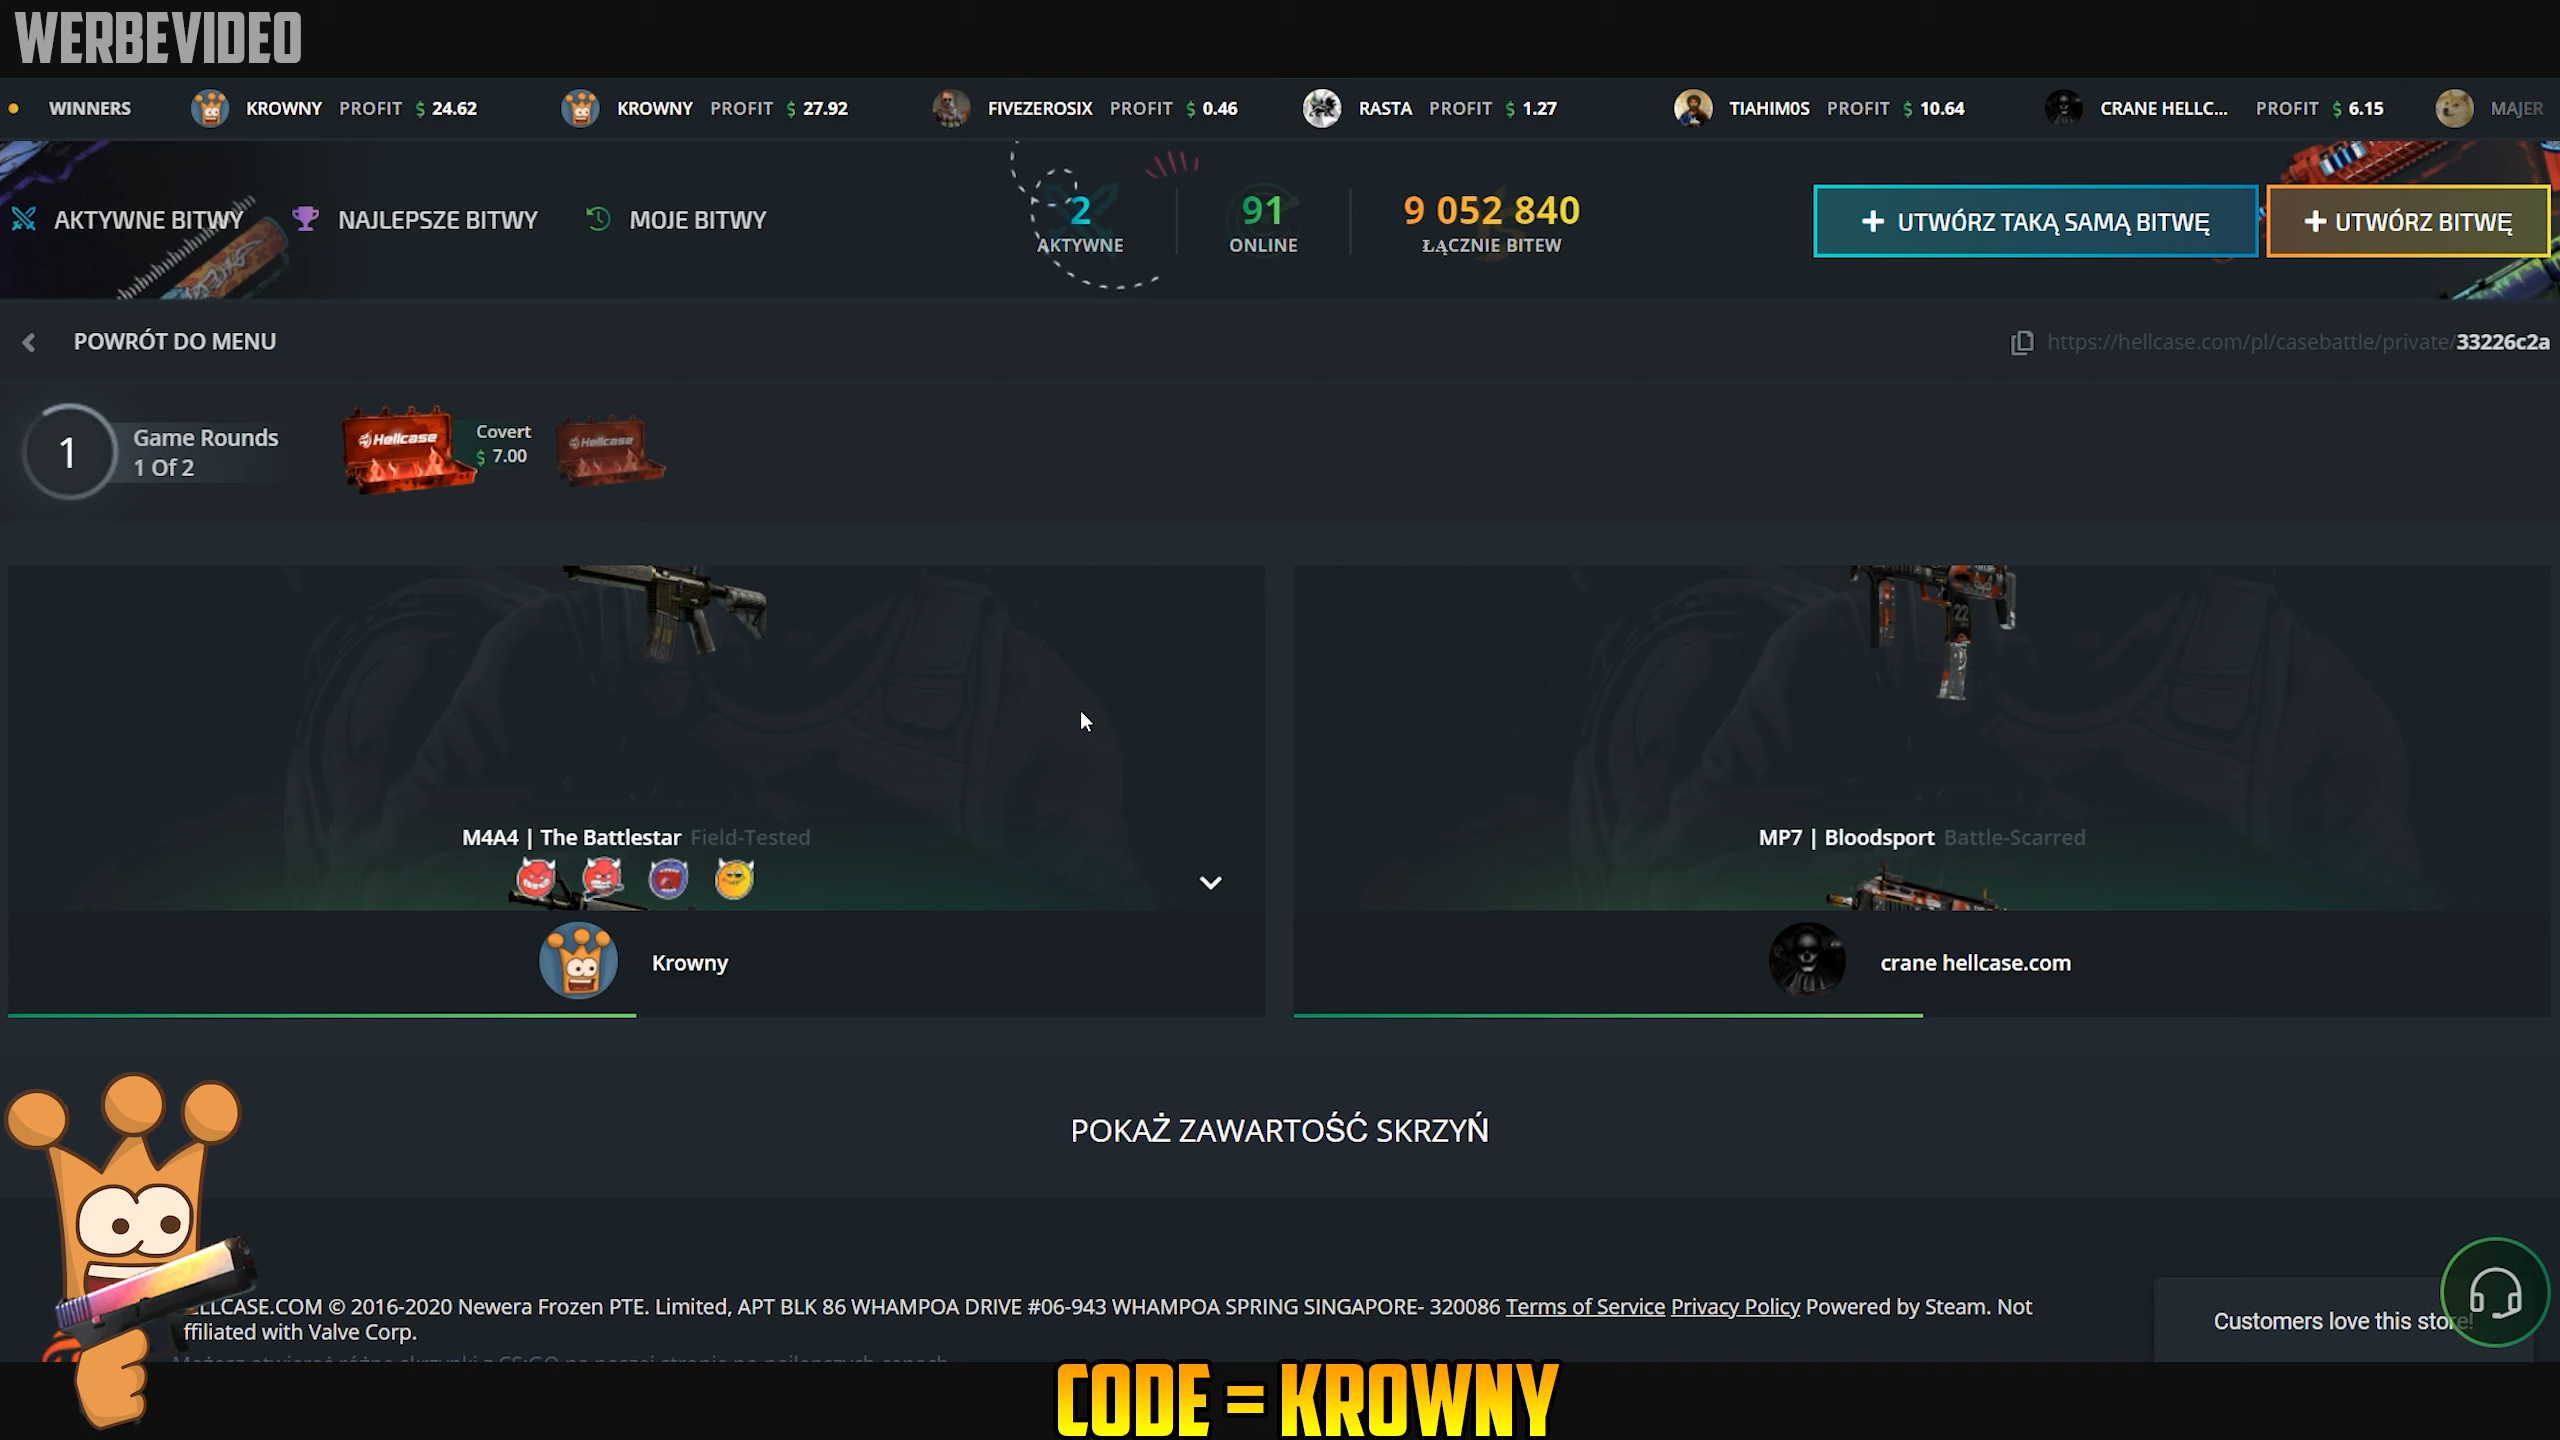 WERBEVIDEO
WINNERS KROWNY PROFIT $ 24.62 KROWNY PROFIT $ 27.92 FIVEZEROSIX PROFIT $ 0.46 RASTA PROFIT $ 1.27 TIAHIM0S PROFIT $ 10.64 CRANE HELLC... PROFIT $ 6.15 MAJER
AKTYWNE BITWY NAJLEPSZE BITWY MOJE BITWY
2 91 9 052 840
AKTYWNE ONLINE ŁĄCZNIE BITEW
+ UTWÓRZ TAKĄ SAMĄ BITWĘ + UTWÓRZ BITWĘ
POWRÓT DO MENU
https://hellcase.com/pl/casebattle/private/33226c2a
1
Game Rounds
1 Of 2
Hellcase
Covert
$ 7.00
Hellcase
22
M4A4 | The Battlestar Field-Tested
MP7 | Bloodsport Battle-Scarred
Krowny
crane hellcase.com
POKAŻ ZAWARTOŚĆ SKRZYŃ
LLCASE.COM © 2016-2020 Newera Frozen PTE. Limited, APT BLK 86 WHAMPOA DRIVE #06-943 WHAMPOA SPRING SINGAPORE- 320086 Terms of Service Privacy Policy Powered by Steam. Not
ffiliated with Valve Corp.
Customers love this store!
CODE = KROWNY